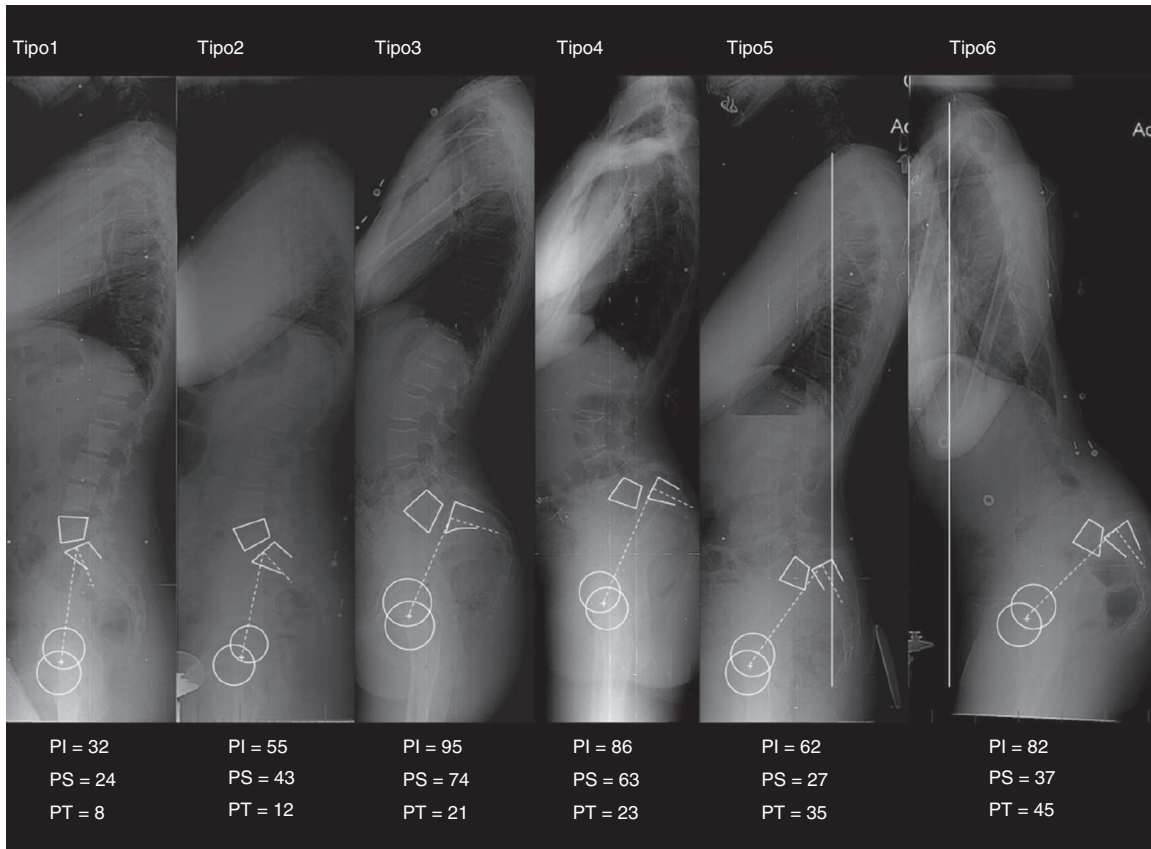 Tipo1 Tipo2 Tipo3 Tipo4 Tipo5 Tipo6
PI = 32 PI = 55 PI = 95 PI = 86 PI = 62 PI = 82
PS = 24 PS = 43 PS = 74 PS = 63 PS = 27 PS = 37
PT = 8 PT = 12 PT = 21 PT = 23 PT = 35 PT = 45